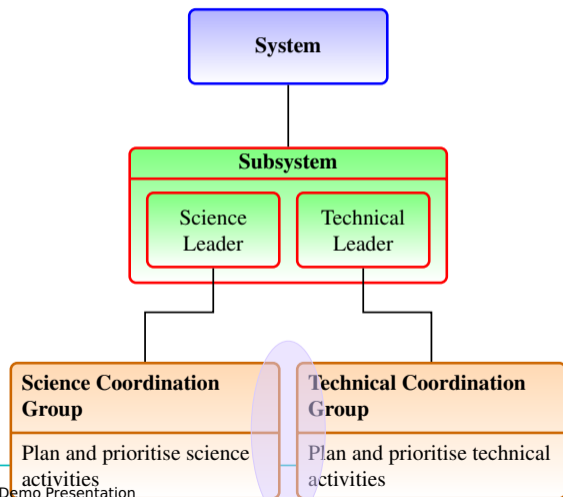 System
Subsystem
Science
Leader
Technical
Leader
Science Coordination
Group
Technical Coordination
Group
Plan and prioritise science
activities
Plan and prioritise technical
activities
Demo Presentation